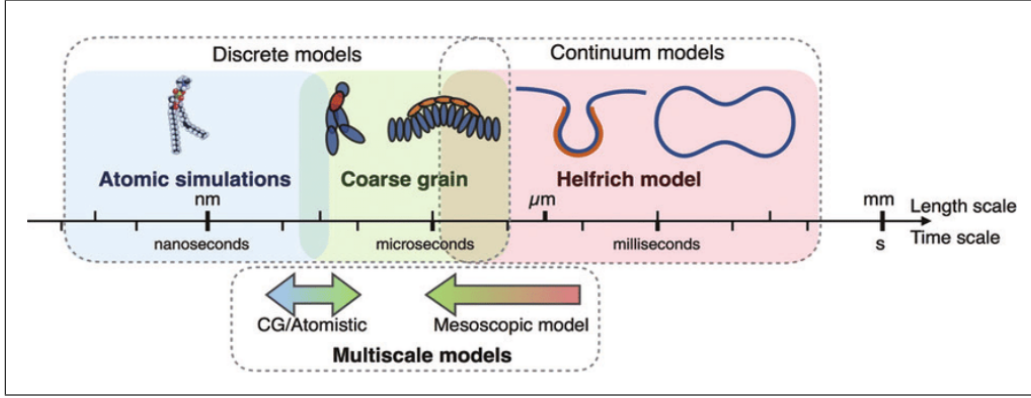 Discrete models
Continuum models
Atomic simulations
Coarse grain
Helfrich model
nm
μm
mm
Length scale
nanoseconds
microseconds
milliseconds
s
Time scale
CG/Atomistic
Mesoscopic model
Multiscale models